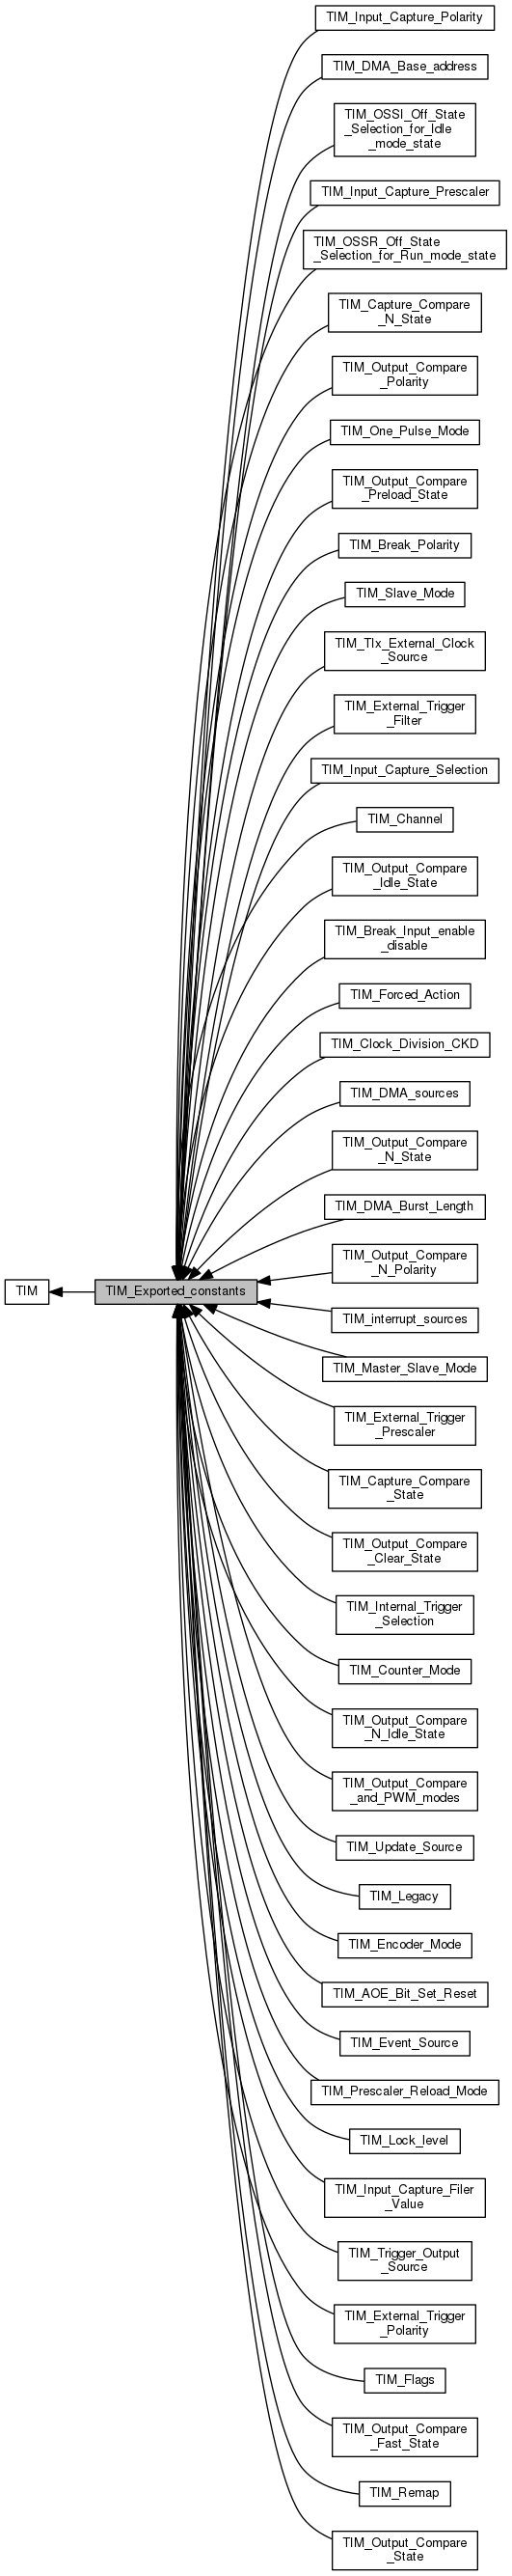 TIM_Input_Capture_Polarity
TIM_DMA_Base_address
TIM_OSSI_Off_State
_Selection_for_Idle
_mode_state
TIM_Input_Capture_Prescaler
TIM_OSSR_Off_State
_Selection_for_Run_mode_state
TIM_Capture_Compare
_N_State
TIM_Output_Compare
_Polarity
TIM_One_Pulse_Mode
TIM_Output_Compare
_Preload_State
TIM_Break_Polarity
TIM_Slave_Mode
TIM_TIx_External_Clock
_Source
TIM_External_Trigger
_Filter
TIM_Input_Capture_Selection
TIM_Channel
TIM_Output_Compare
_Idle_State
TIM_Break_Input_enable
_disable
TIM_Forced_Action
TIM_Clock_Division_CKD
TIM_DMA_sources
TIM_Output_Compare
_N_State
TIM_DMA_Burst_Length
TIM_Output_Compare
_N_Polarity
TIM
TIM_Exported_constants
TIM_interrupt_sources
TIM_Master_Slave_Mode
TIM_External_Trigger
_Prescaler
TIM_Capture_Compare
_State
TIM_Output_Compare
_Clear_State
TIM_Internal_Trigger
_Selection
TIM_Counter_Mode
TIM_Output_Compare
_N_Idle_State
TIM_Output_Compare
_and_PWM_modes
TIM_Update_Source
TIM_Legacy
TIM_Encoder_Mode
TIM_AOE_Bit_Set_Reset
TIM_Event_Source
TIM_Prescaler_Reload_Mode
TIM_Lock_level
TIM_Input_Capture_Filer
_Value
TIM_Trigger_Output
_Source
TIM_External_Trigger
_Polarity
TIM_Flags
TIM_Output_Compare
_Fast_State
TIM_Remap
TIM_Output_Compare
_State